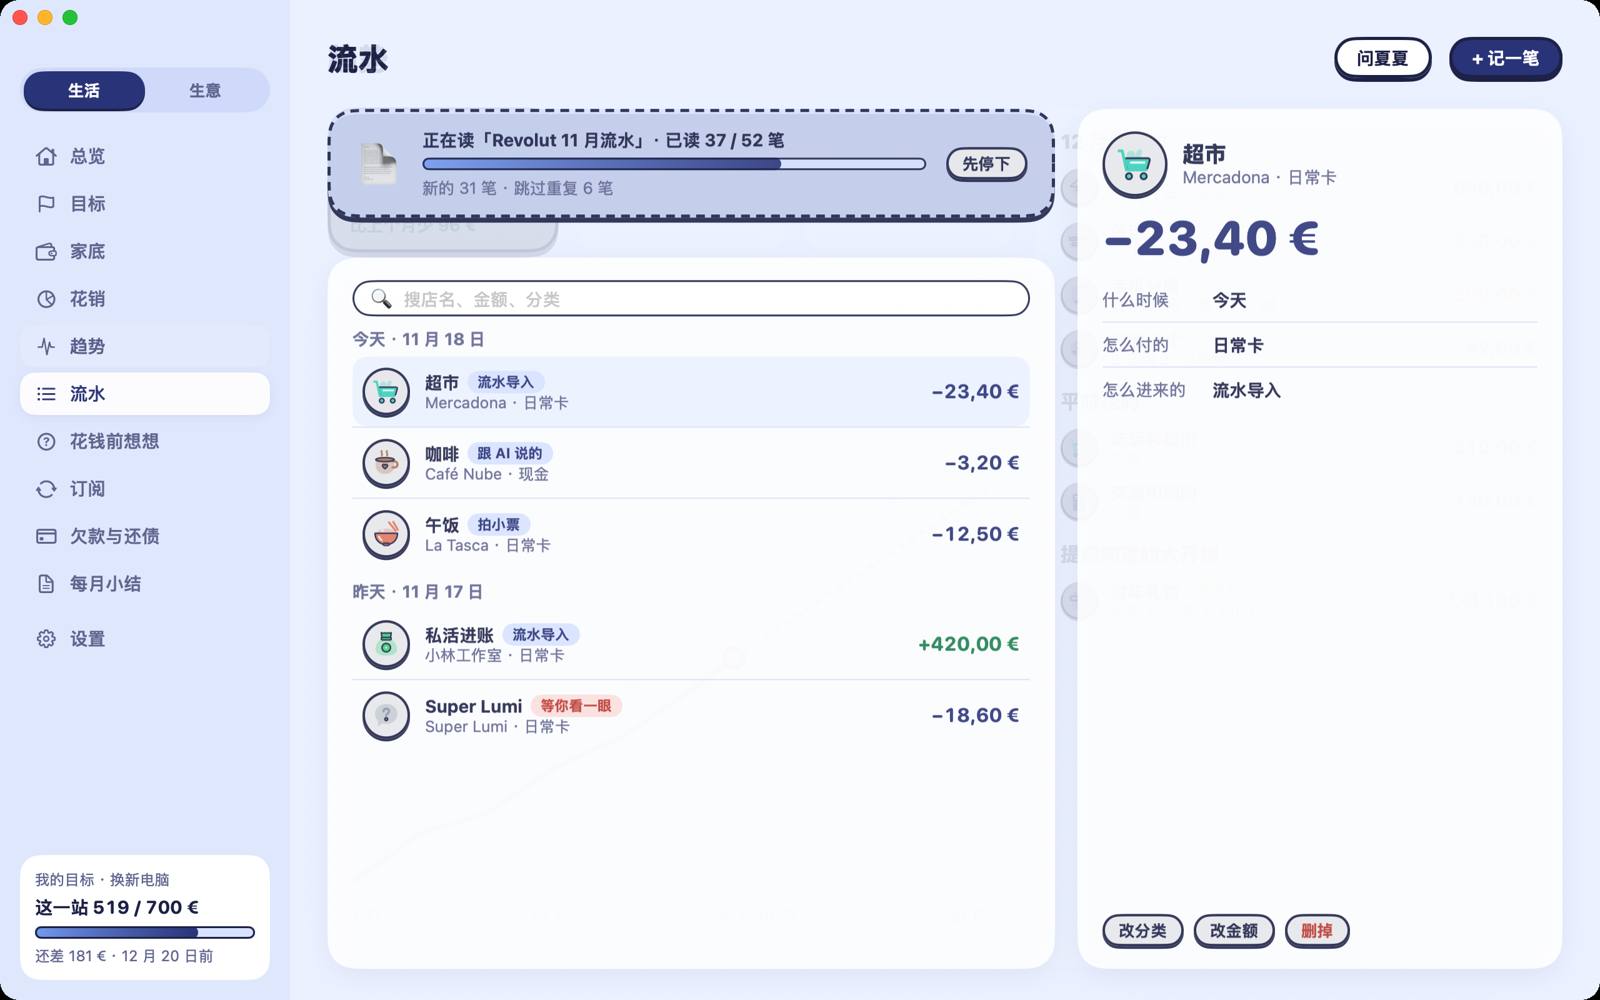 流水
问夏夏
+ 记一笔
生活
生意
总览
目标
家底
花销
趋势
流水
花钱前想想
订阅
欠款与还债
每月小结
设置
我的目标 · 换新电脑
这一站 519 / 700 €
还差 181 € · 12 月 20 日前
正在读「Revolut 11 月流水」 · 已读 37 / 52 笔
新的 31 笔 · 跳过重复 6 笔
先停下
比上个月少 96 €
搜店名、金额、分类
今天 · 11 月 18 日
超市 流水导入
Mercadona · 日常卡
−23,40 €
咖啡 跟 AI 说的
Café Nube · 现金
−3,20 €
午饭 拍小票
La Tasca · 日常卡
−12,50 €
昨天 · 11 月 17 日
私活进账 流水导入
小林工作室 · 日常卡
+420,00 €
Super Lumi 等你看一眼
Super Lumi · 日常卡
−18,60 €
超市
Mercadona · 日常卡
−23,40 €
什么时候 今天
怎么付的 日常卡
怎么进来的 流水导入
改分类
改金额
删掉